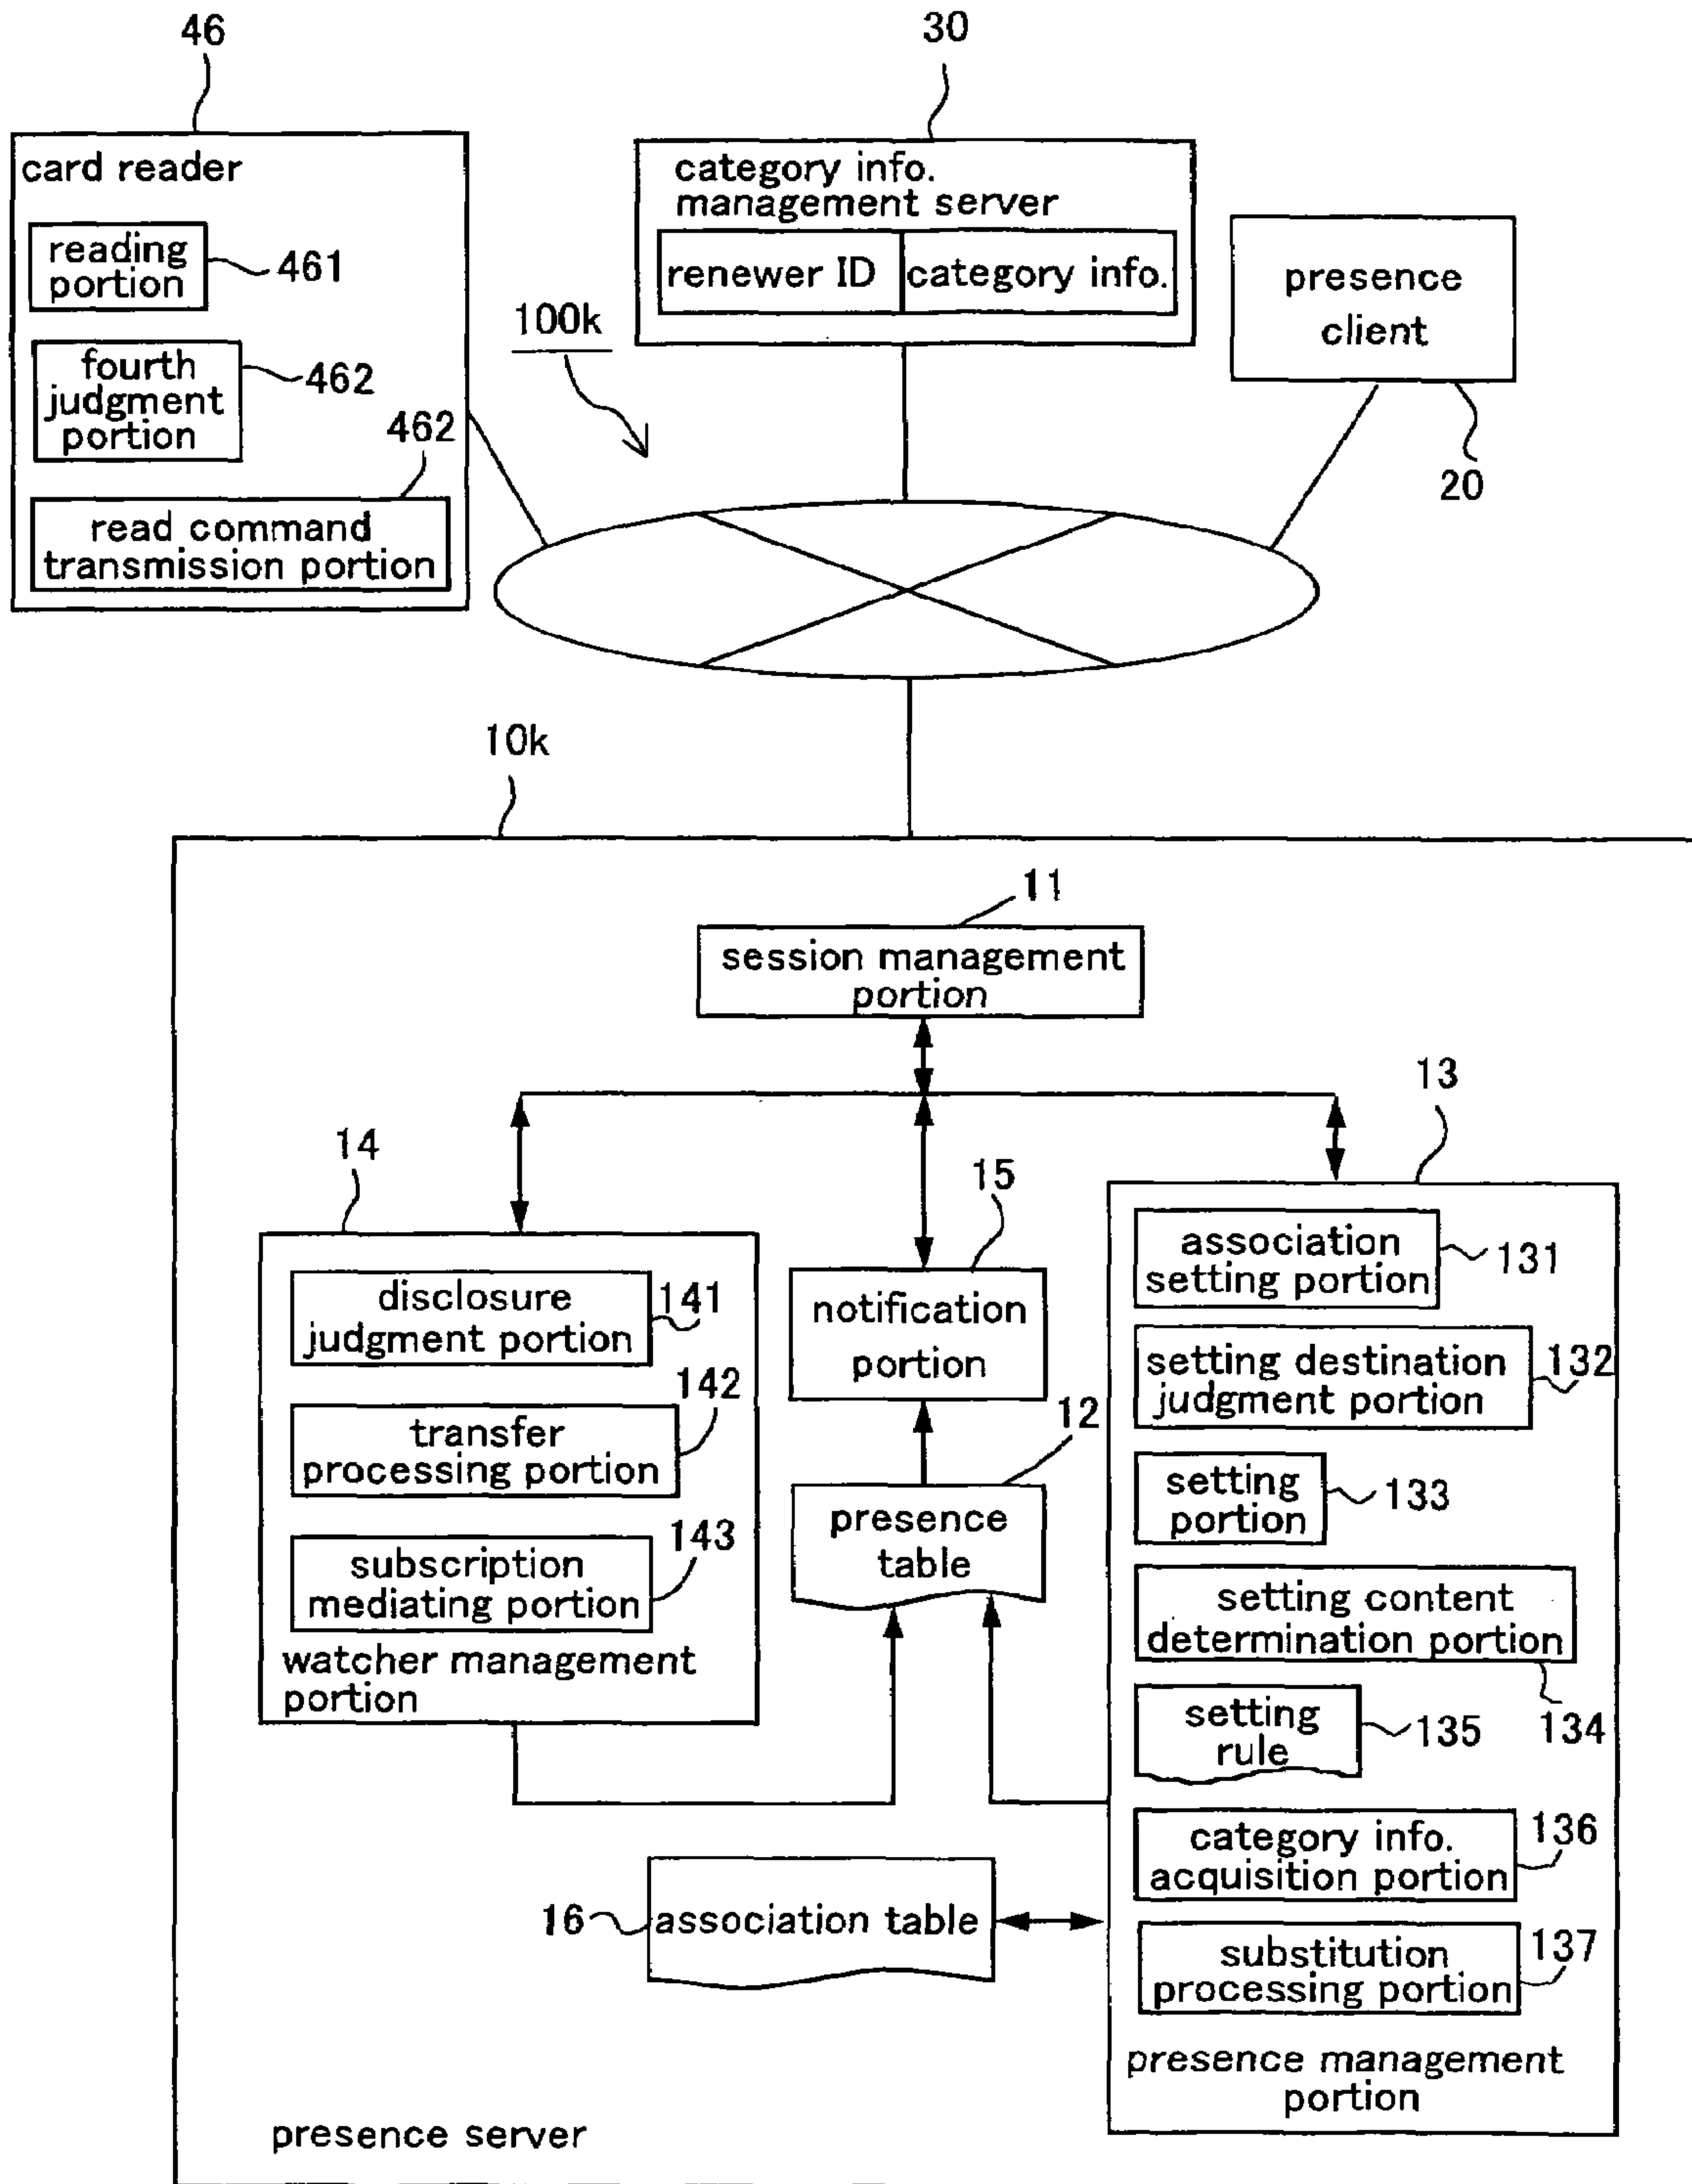 46
30
card reader
reading
portion
461
fourth
judgment
portion
462
462
read command
transmission portion
category info.
management server
renewer ID
category info.
100k
presence
client
20
10k
11
session management
portion
13
14
15
disclosure
judgment portion
141
transfer
processing portion
142
subscription
mediating portion
143
watcher management
portion
notification
portion
12
presence
table
association
setting portion
131
setting destination
judgment portion
132
setting
portion
133
setting content
determination portion
134
setting
rule
135
category info.
acquisition portion
136
substitution
processing portion
137
presence management
portion
16
association table
presence server